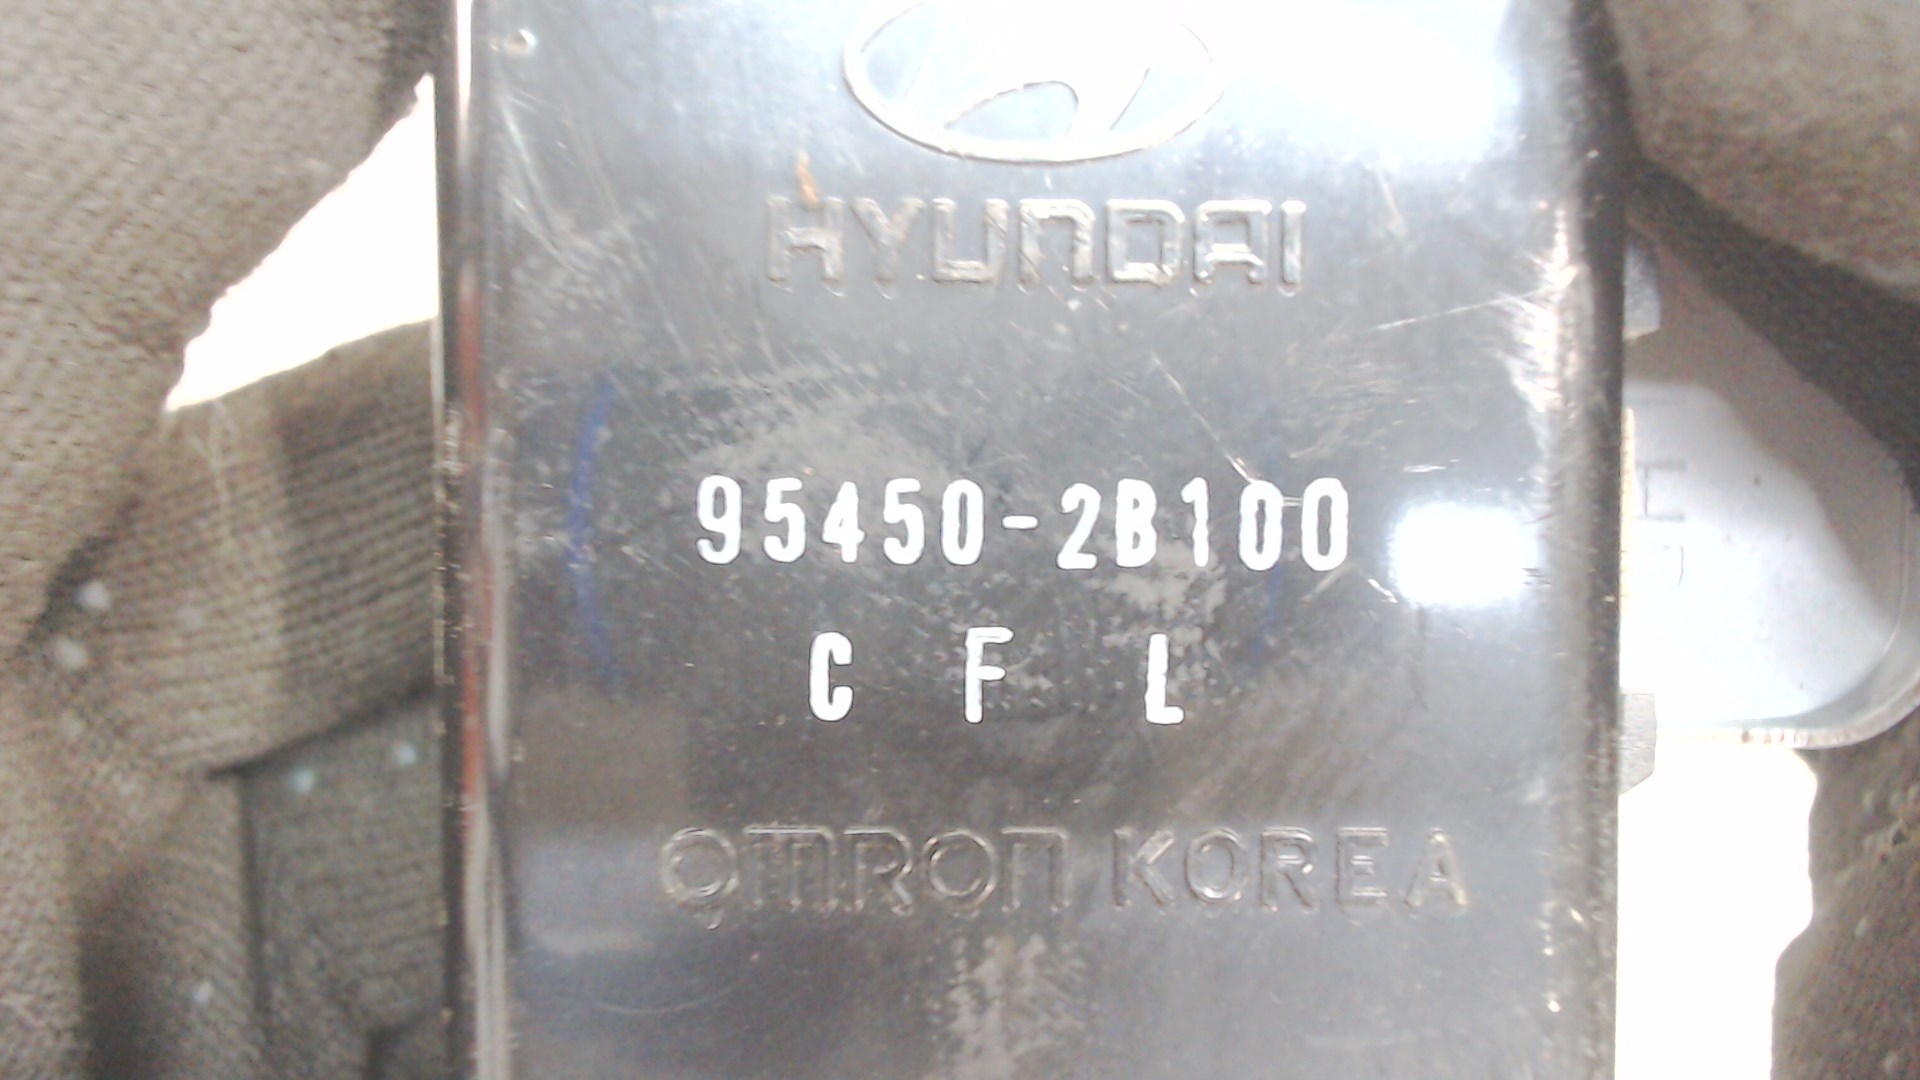 HYUNDAI
95450-2B100
C F L
OMRON KOREA